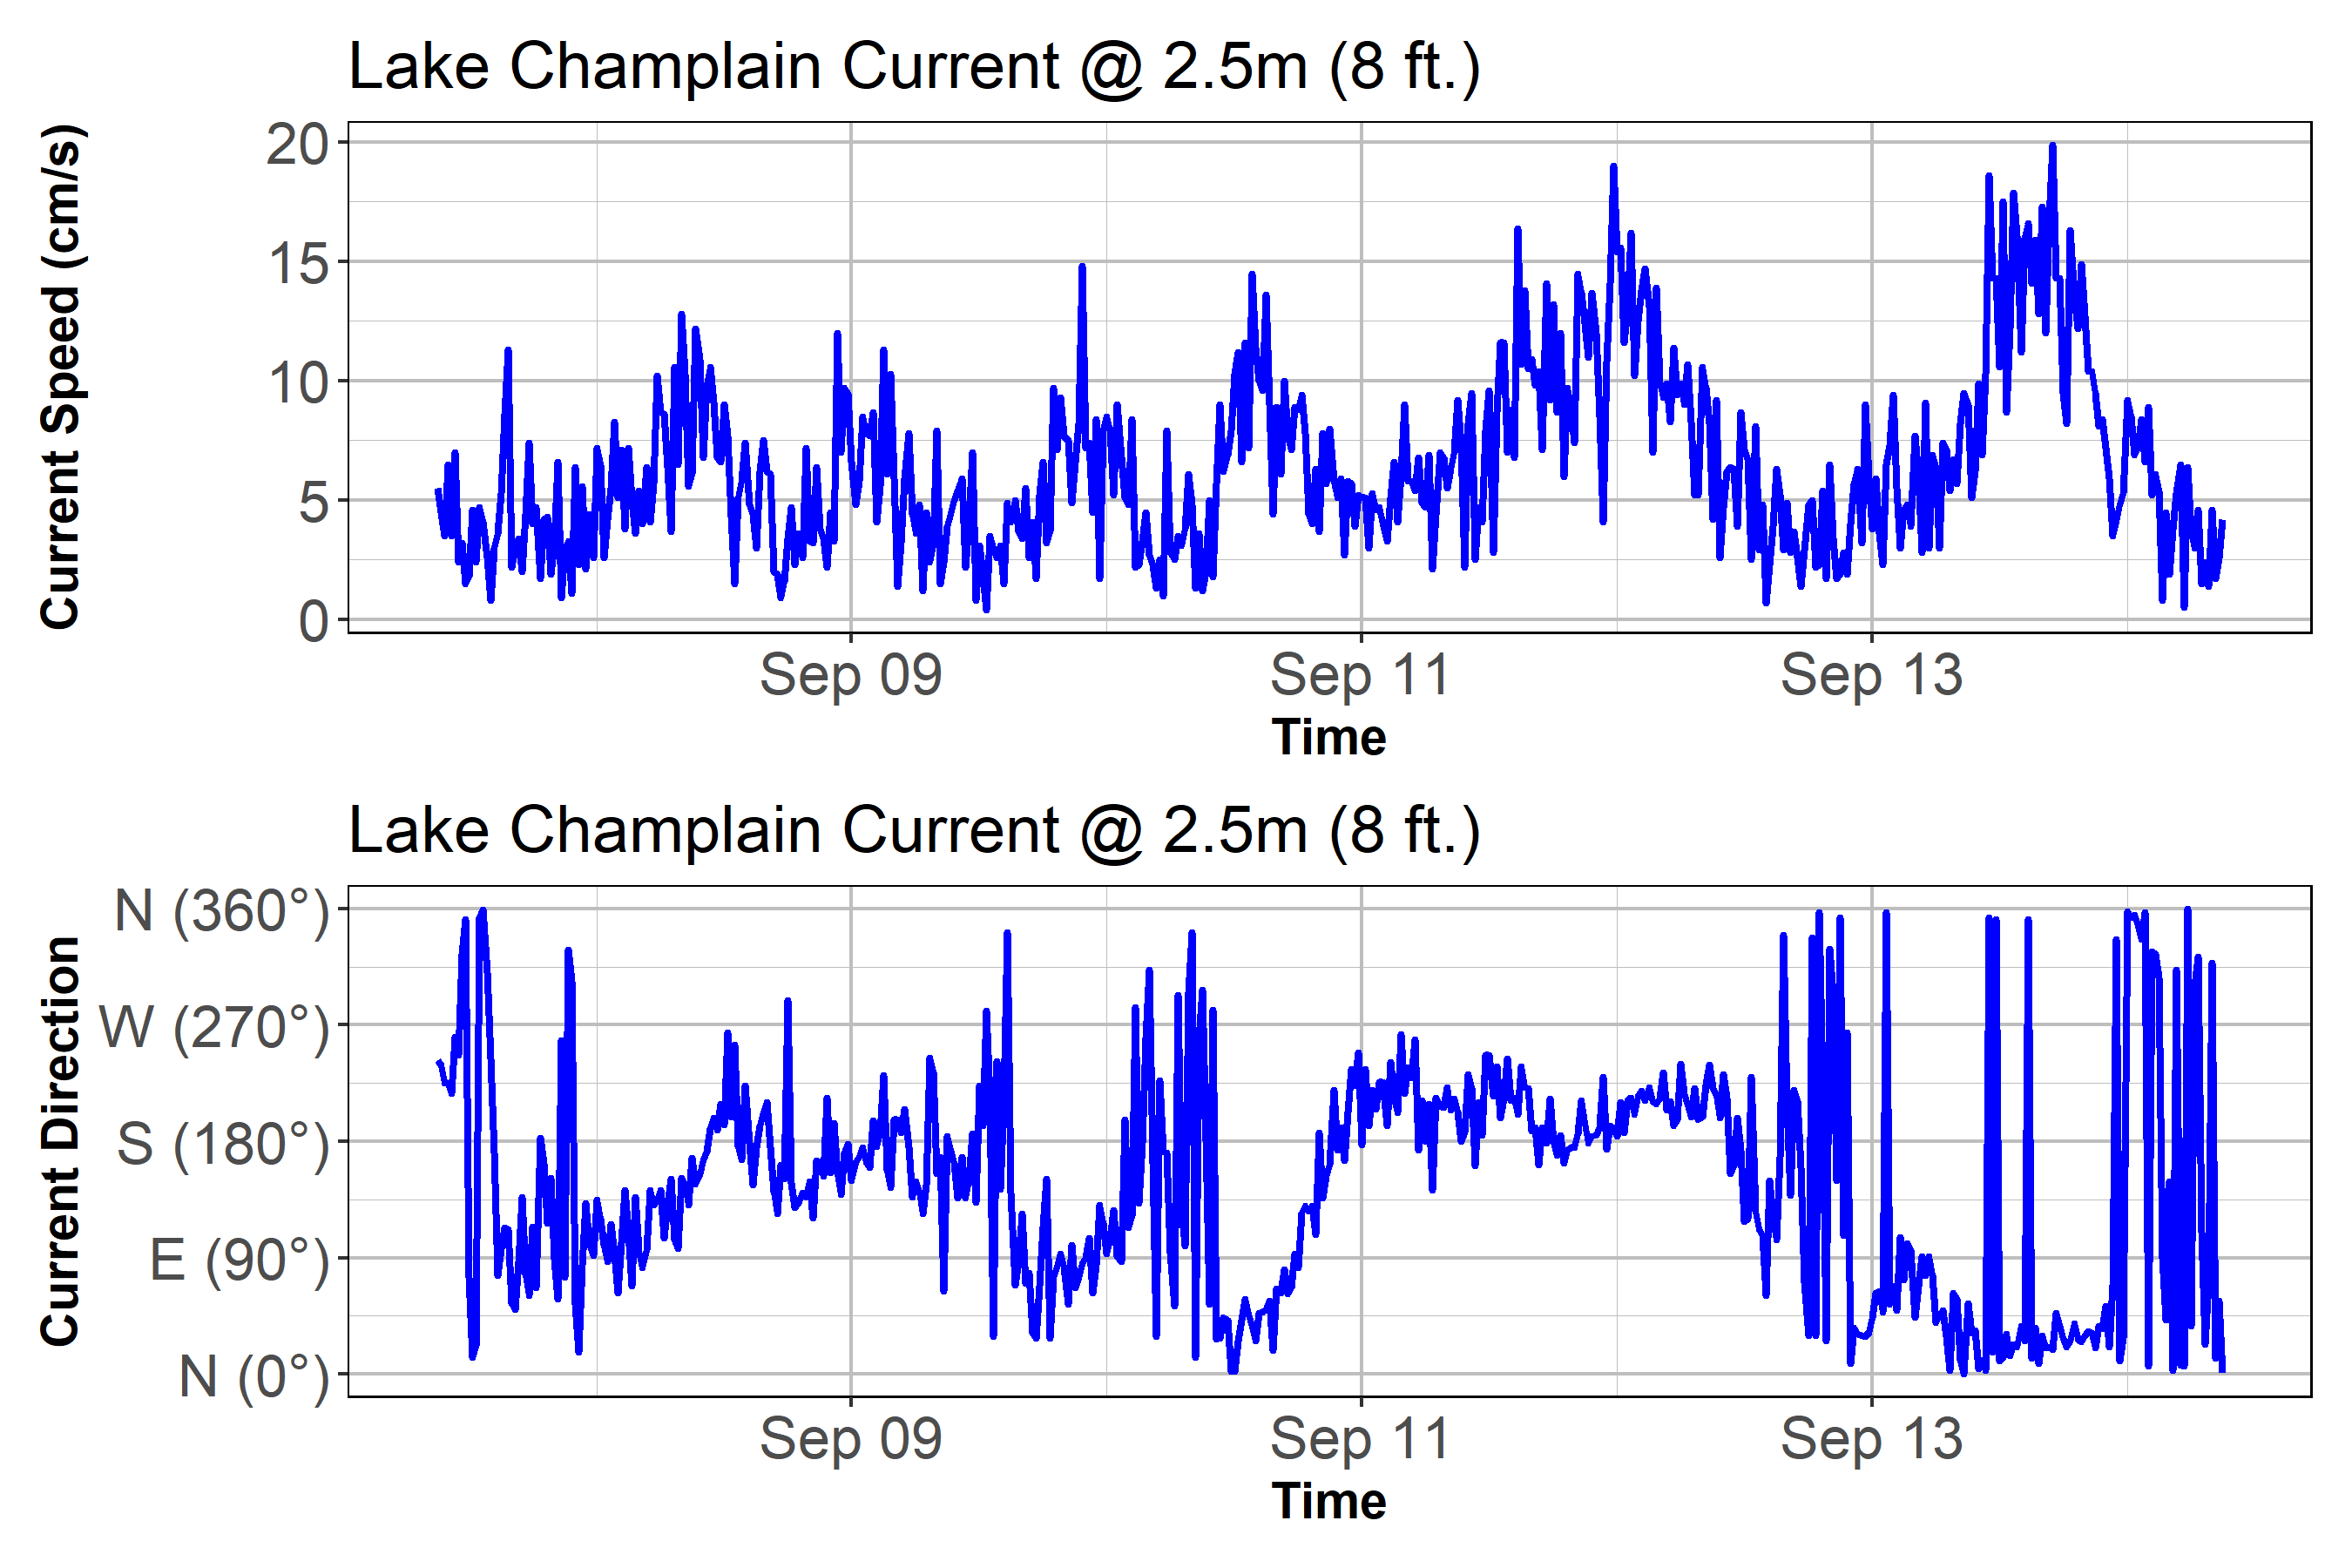 Lake Champlain Current @ 2.5m (8 ft.)
Current Speed (cm/s)
20
15
10
5
0
Sep 09 Sep 11 Sep 13
Time
Lake Champlain Current @ 2.5m (8 ft.)
Current Direction
N (360°)
W (270°)
S (180°)
E (90°)
N (0°)
Sep 09 Sep 11 Sep 13
Time